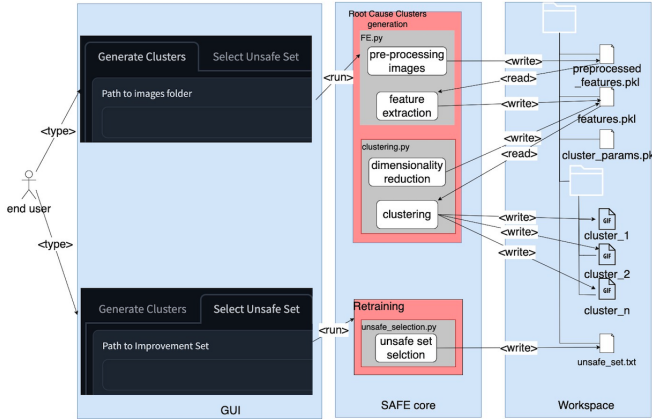 Root Cause Clusters
generation
FE.py
Generate Clusters
Select Unsafe Set
pre-processing
images
<write>
<run>
preprocessed
_features.pkl
Path to images folder
<read>
feature
extraction
<write>
features.pkl
<type>
clustering.py
<write>
<read>
cluster_params.pk
dimensionality
reduction
end user
clustering
<write>
cluster_1
GIF
<type>
<write>
<write>
cluster_2
GIF
GIF
cluster_n
Generate Clusters
Select Unsafe Set
Retraining
<run>
unsafe_selection.py
Path to Improvement Set
unsafe set
selction
<write>
unsafe_set.txt
GUI
SAFE core
Workspace